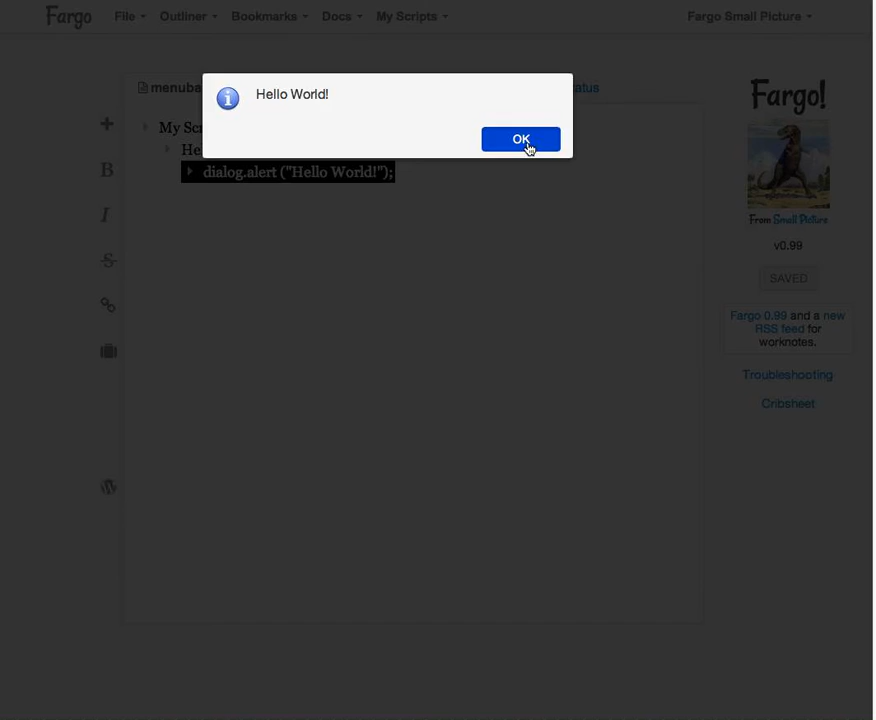 Fargo File Outliner Bookmarks Docs My Scripts Fargo Small Picture
Hello World!
OK
menuba
atus
My Scr
He
dialog.alert ("Hello World!");
B
I
S
Fargo!
From Small Picture
v0.99
SAVED
Fargo 0.99 and a new
RSS feed for
worknotes.
Troubleshooting
Cribsheet